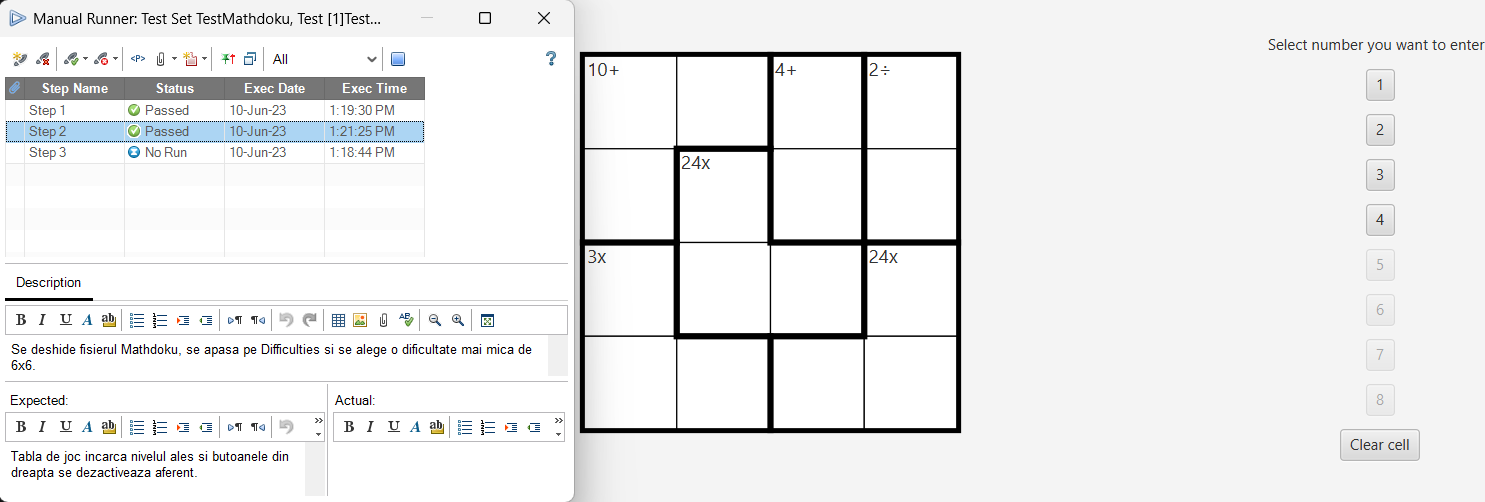 Manual Runner: Test Set TestMathdoku, Test [1]Test...
<P> All ?
Step Name Status Exec Date Exec Time
Step 1 Passed 10-Jun-23 1:19:30 PM
Step 2 Passed 10-Jun-23 1:21:25 PM
Step 3 No Run 10-Jun-23 1:18:44 PM
Description
B I U A ab
Se deshide fisierul Mathdoku, se apasa pe Difficulties si se alege o dificultate mai mica de
6x6.
Expected:
B I U A ab
Tabla de joc incarca nivelul ales si butoanele din
dreapta se dezactiveaza aferent.
Actual:
B I U A ab
10+ 4+ 2÷
24x
3x 24x
Select number you want to enter
1
2
3
4
5
6
7
8
Clear cell